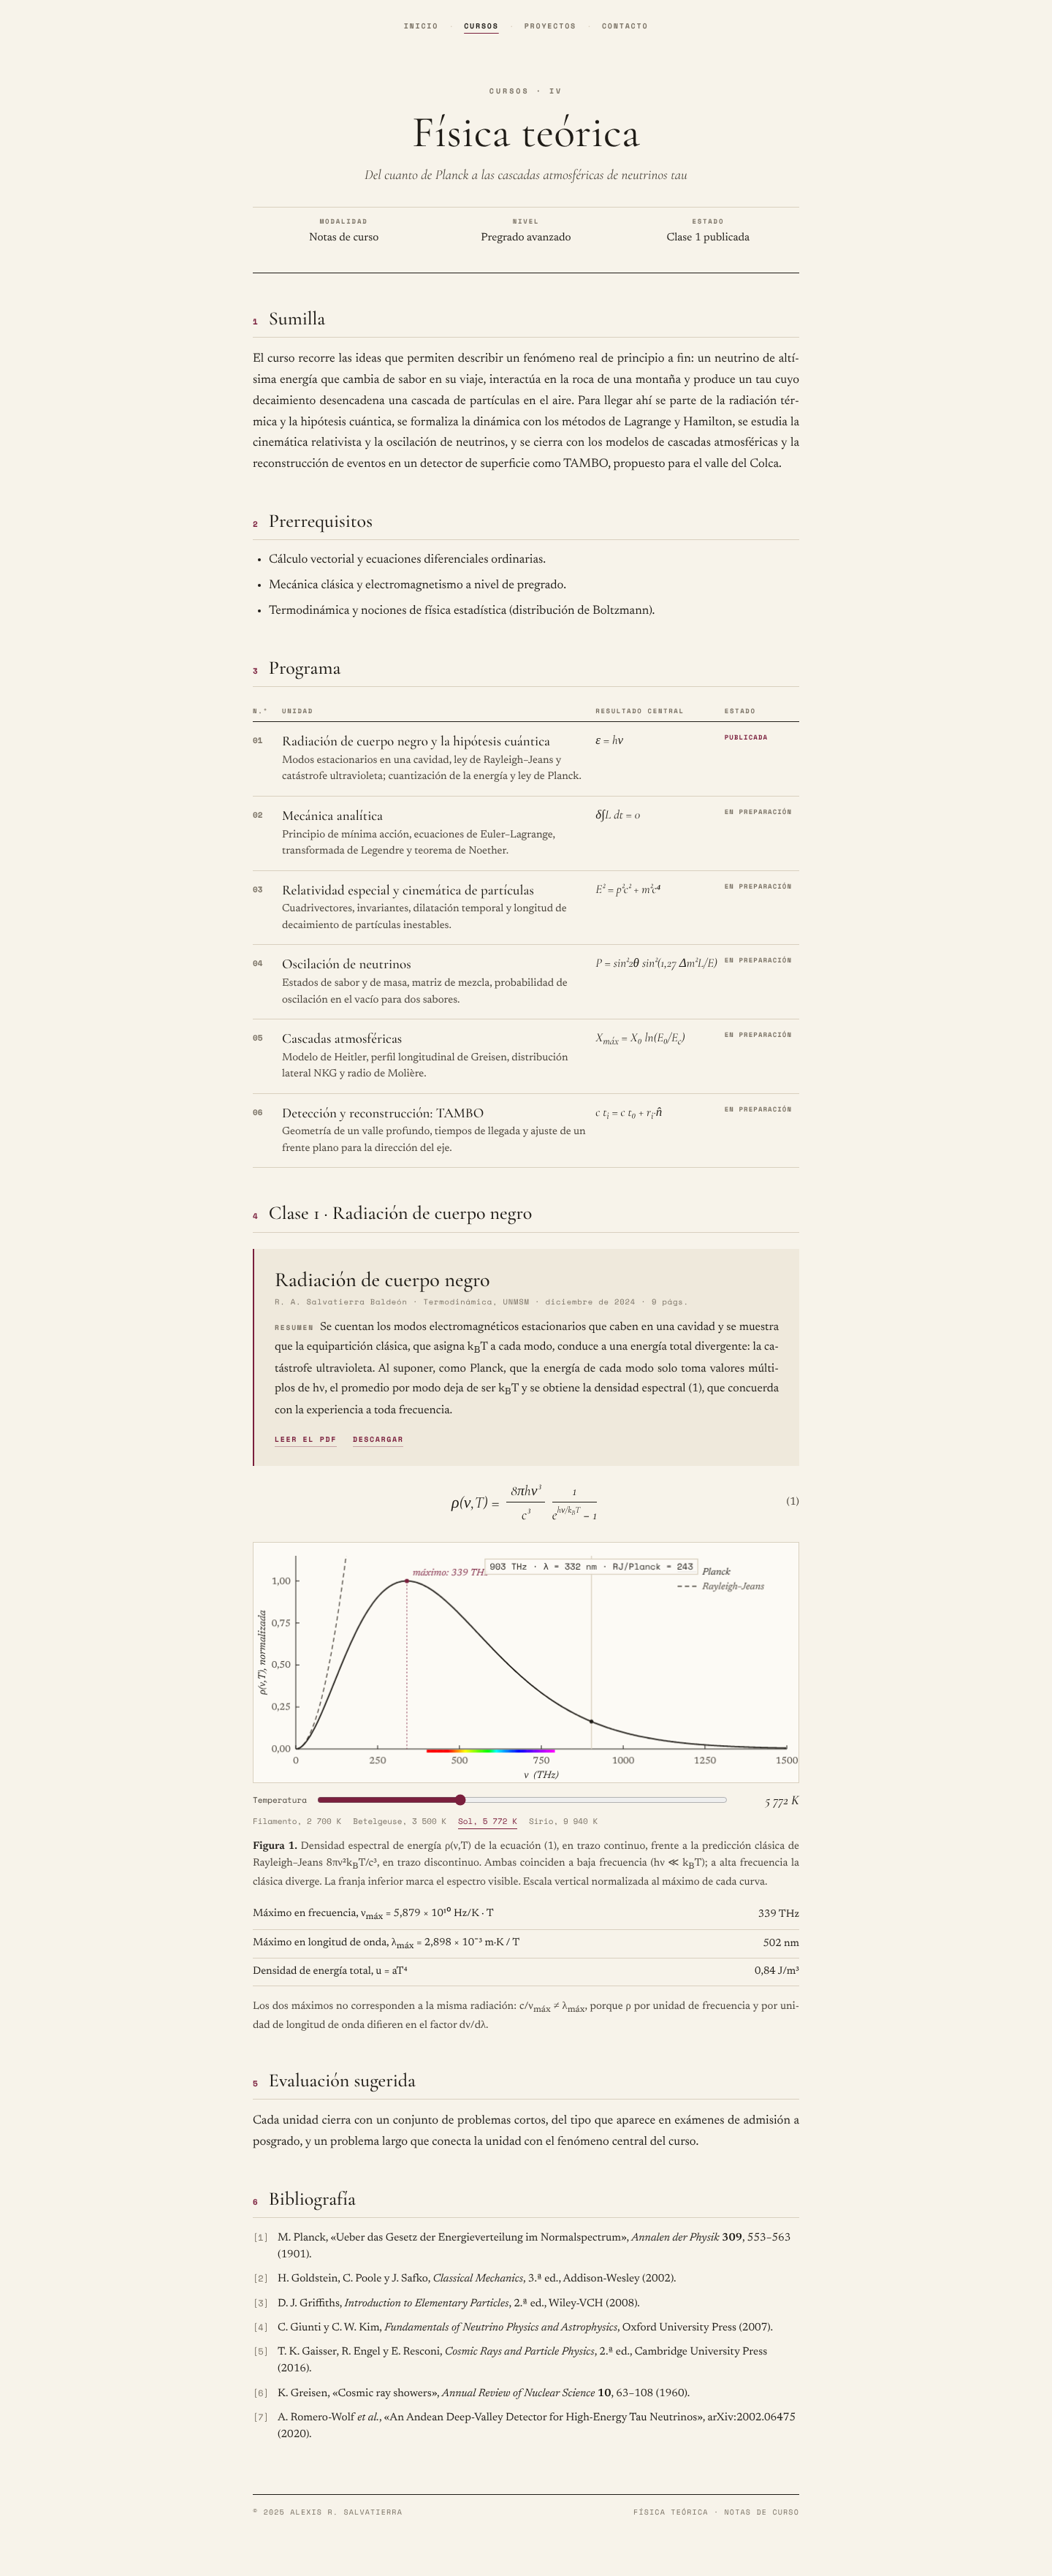 INICIO · CURSOS · PROYECTOS · CONTACTO
CURSOS · IV
Física teórica
Del cuanto de Planck a las cascadas atmosféricas de neutrinos tau
MODALIDAD NIVEL ESTADO
Notas de curso Pregrado avanzado Clase 1 publicada
1 Sumilla
El curso recorre las ideas que permiten describir un fenómeno real de principio a fin: un neutrino de altí-
sima energía que cambia de sabor en su viaje, interactúa en la roca de una montaña y produce un tau cuyo
decaimiento desencadena una cascada de partículas en el aire. Para llegar ahí se parte de la radiación tér-
mica y la hipótesis cuántica, se formaliza la dinámica con los métodos de Lagrange y Hamilton, se estudia la
cinemática relativista y la oscilación de neutrinos, y se cierra con los modelos de cascadas atmosféricas y la
reconstrucción de eventos en un detector de superficie como TAMBO, propuesto para el valle del Colca.
2 Prerrequisitos
• Cálculo vectorial y ecuaciones diferenciales ordinarias.
• Mecánica clásica y electromagnetismo a nivel de pregrado.
• Termodinámica y nociones de física estadística (distribución de Boltzmann).
3 Programa
N.º UNIDAD RESULTADO CENTRAL ESTADO
01 Radiación de cuerpo negro y la hipótesis cuántica ε = hν PUBLICADA
Modos estacionarios en una cavidad, ley de Rayleigh–Jeans y
catástrofe ultravioleta; cuantización de la energía y ley de Planck.
02 Mecánica analítica δ∫L dt = 0 EN PREPARACIÓN
Principio de mínima acción, ecuaciones de Euler–Lagrange,
transformada de Legendre y teorema de Noether.
03 Relatividad especial y cinemática de partículas E² = p²c² + m²c⁴ EN PREPARACIÓN
Cuadrivectores, invariantes, dilatación temporal y longitud de
decaimiento de partículas inestables.
04 Oscilación de neutrinos P = sin²2θ sin²(1,27 Δm²L/E) EN PREPARACIÓN
Estados de sabor y de masa, matriz de mezcla, probabilidad de
oscilación en el vacío para dos sabores.
05 Cascadas atmosféricas X_máx = X₀ ln(E₀/E_c) EN PREPARACIÓN
Modelo de Heitler, perfil longitudinal de Greisen, distribución
lateral NKG y radio de Molière.
06 Detección y reconstrucción: TAMBO c t_i = c t₀ + r_i·n̂ EN PREPARACIÓN
Geometría de un valle profundo, tiempos de llegada y ajuste de un
frente plano para la dirección del eje.
4 Clase 1 · Radiación de cuerpo negro
Radiación de cuerpo negro
R. A. Salvatierra Baldeón · Termodinámica, UNMSM · diciembre de 2024 · 9 págs.
RESUMEN Se cuentan los modos electromagnéticos estacionarios que caben en una cavidad y se muestra
que la equipartición clásica, que asigna k_BT a cada modo, conduce a una energía total divergente: la ca-
tástrofe ultravioleta. Al suponer, como Planck, que la energía de cada modo solo toma valores múlti-
plos de hν, el promedio por modo deja de ser k_BT y se obtiene la densidad espectral (1), que concuerda
con la experiencia a toda frecuencia.
LEER EL PDF DESCARGAR
ρ(ν,T) = 8πhν³/c³ 1/(e^(hν/k_BT) − 1) (1)
máximo: 339 TH
903 THz · λ = 332 nm · RJ/Planck = 243
Planck
Rayleigh–Jeans
ρ(ν,T), normalizada
1,00
0,75
0,50
0,25
0,00
0 250 500 750 1000 1250 1500
ν (THz)
Temperatura 5 772 K
Filamento, 2 700 K Betelgeuse, 3 500 K Sol, 5 772 K Sirio, 9 940 K
Figura 1. Densidad espectral de energía ρ(ν,T) de la ecuación (1), en trazo continuo, frente a la predicción clásica de
Rayleigh–Jeans 8πν²k_BT/c³, en trazo discontinuo. Ambas coinciden a baja frecuencia (hν ≪ k_BT); a alta frecuencia la
clásica diverge. La franja inferior marca el espectro visible. Escala vertical normalizada al máximo de cada curva.
Máximo en frecuencia, ν_máx = 5,879 × 10¹⁰ Hz/K · T 339 THz
Máximo en longitud de onda, λ_máx = 2,898 × 10⁻³ m·K / T 502 nm
Densidad de energía total, u = aT⁴ 0,84 J/m³
Los dos máximos no corresponden a la misma radiación: c/ν_máx ≠ λ_máx, porque ρ por unidad de frecuencia y por uni-
dad de longitud de onda difieren en el factor dν/dλ.
5 Evaluación sugerida
Cada unidad cierra con un conjunto de problemas cortos, del tipo que aparece en exámenes de admisión a
posgrado, y un problema largo que conecta la unidad con el fenómeno central del curso.
6 Bibliografía
[1] M. Planck, «Ueber das Gesetz der Energieverteilung im Normalspectrum», Annalen der Physik 309, 553–563
(1901).
[2] H. Goldstein, C. Poole y J. Safko, Classical Mechanics, 3.ª ed., Addison-Wesley (2002).
[3] D. J. Griffiths, Introduction to Elementary Particles, 2.ª ed., Wiley-VCH (2008).
[4] C. Giunti y C. W. Kim, Fundamentals of Neutrino Physics and Astrophysics, Oxford University Press (2007).
[5] T. K. Gaisser, R. Engel y E. Resconi, Cosmic Rays and Particle Physics, 2.ª ed., Cambridge University Press
(2016).
[6] K. Greisen, «Cosmic ray showers», Annual Review of Nuclear Science 10, 63–108 (1960).
[7] A. Romero-Wolf et al., «An Andean Deep-Valley Detector for High-Energy Tau Neutrinos», arXiv:2002.06475
(2020).
© 2025 ALEXIS R. SALVATIERRA FÍSICA TEÓRICA · NOTAS DE CURSO